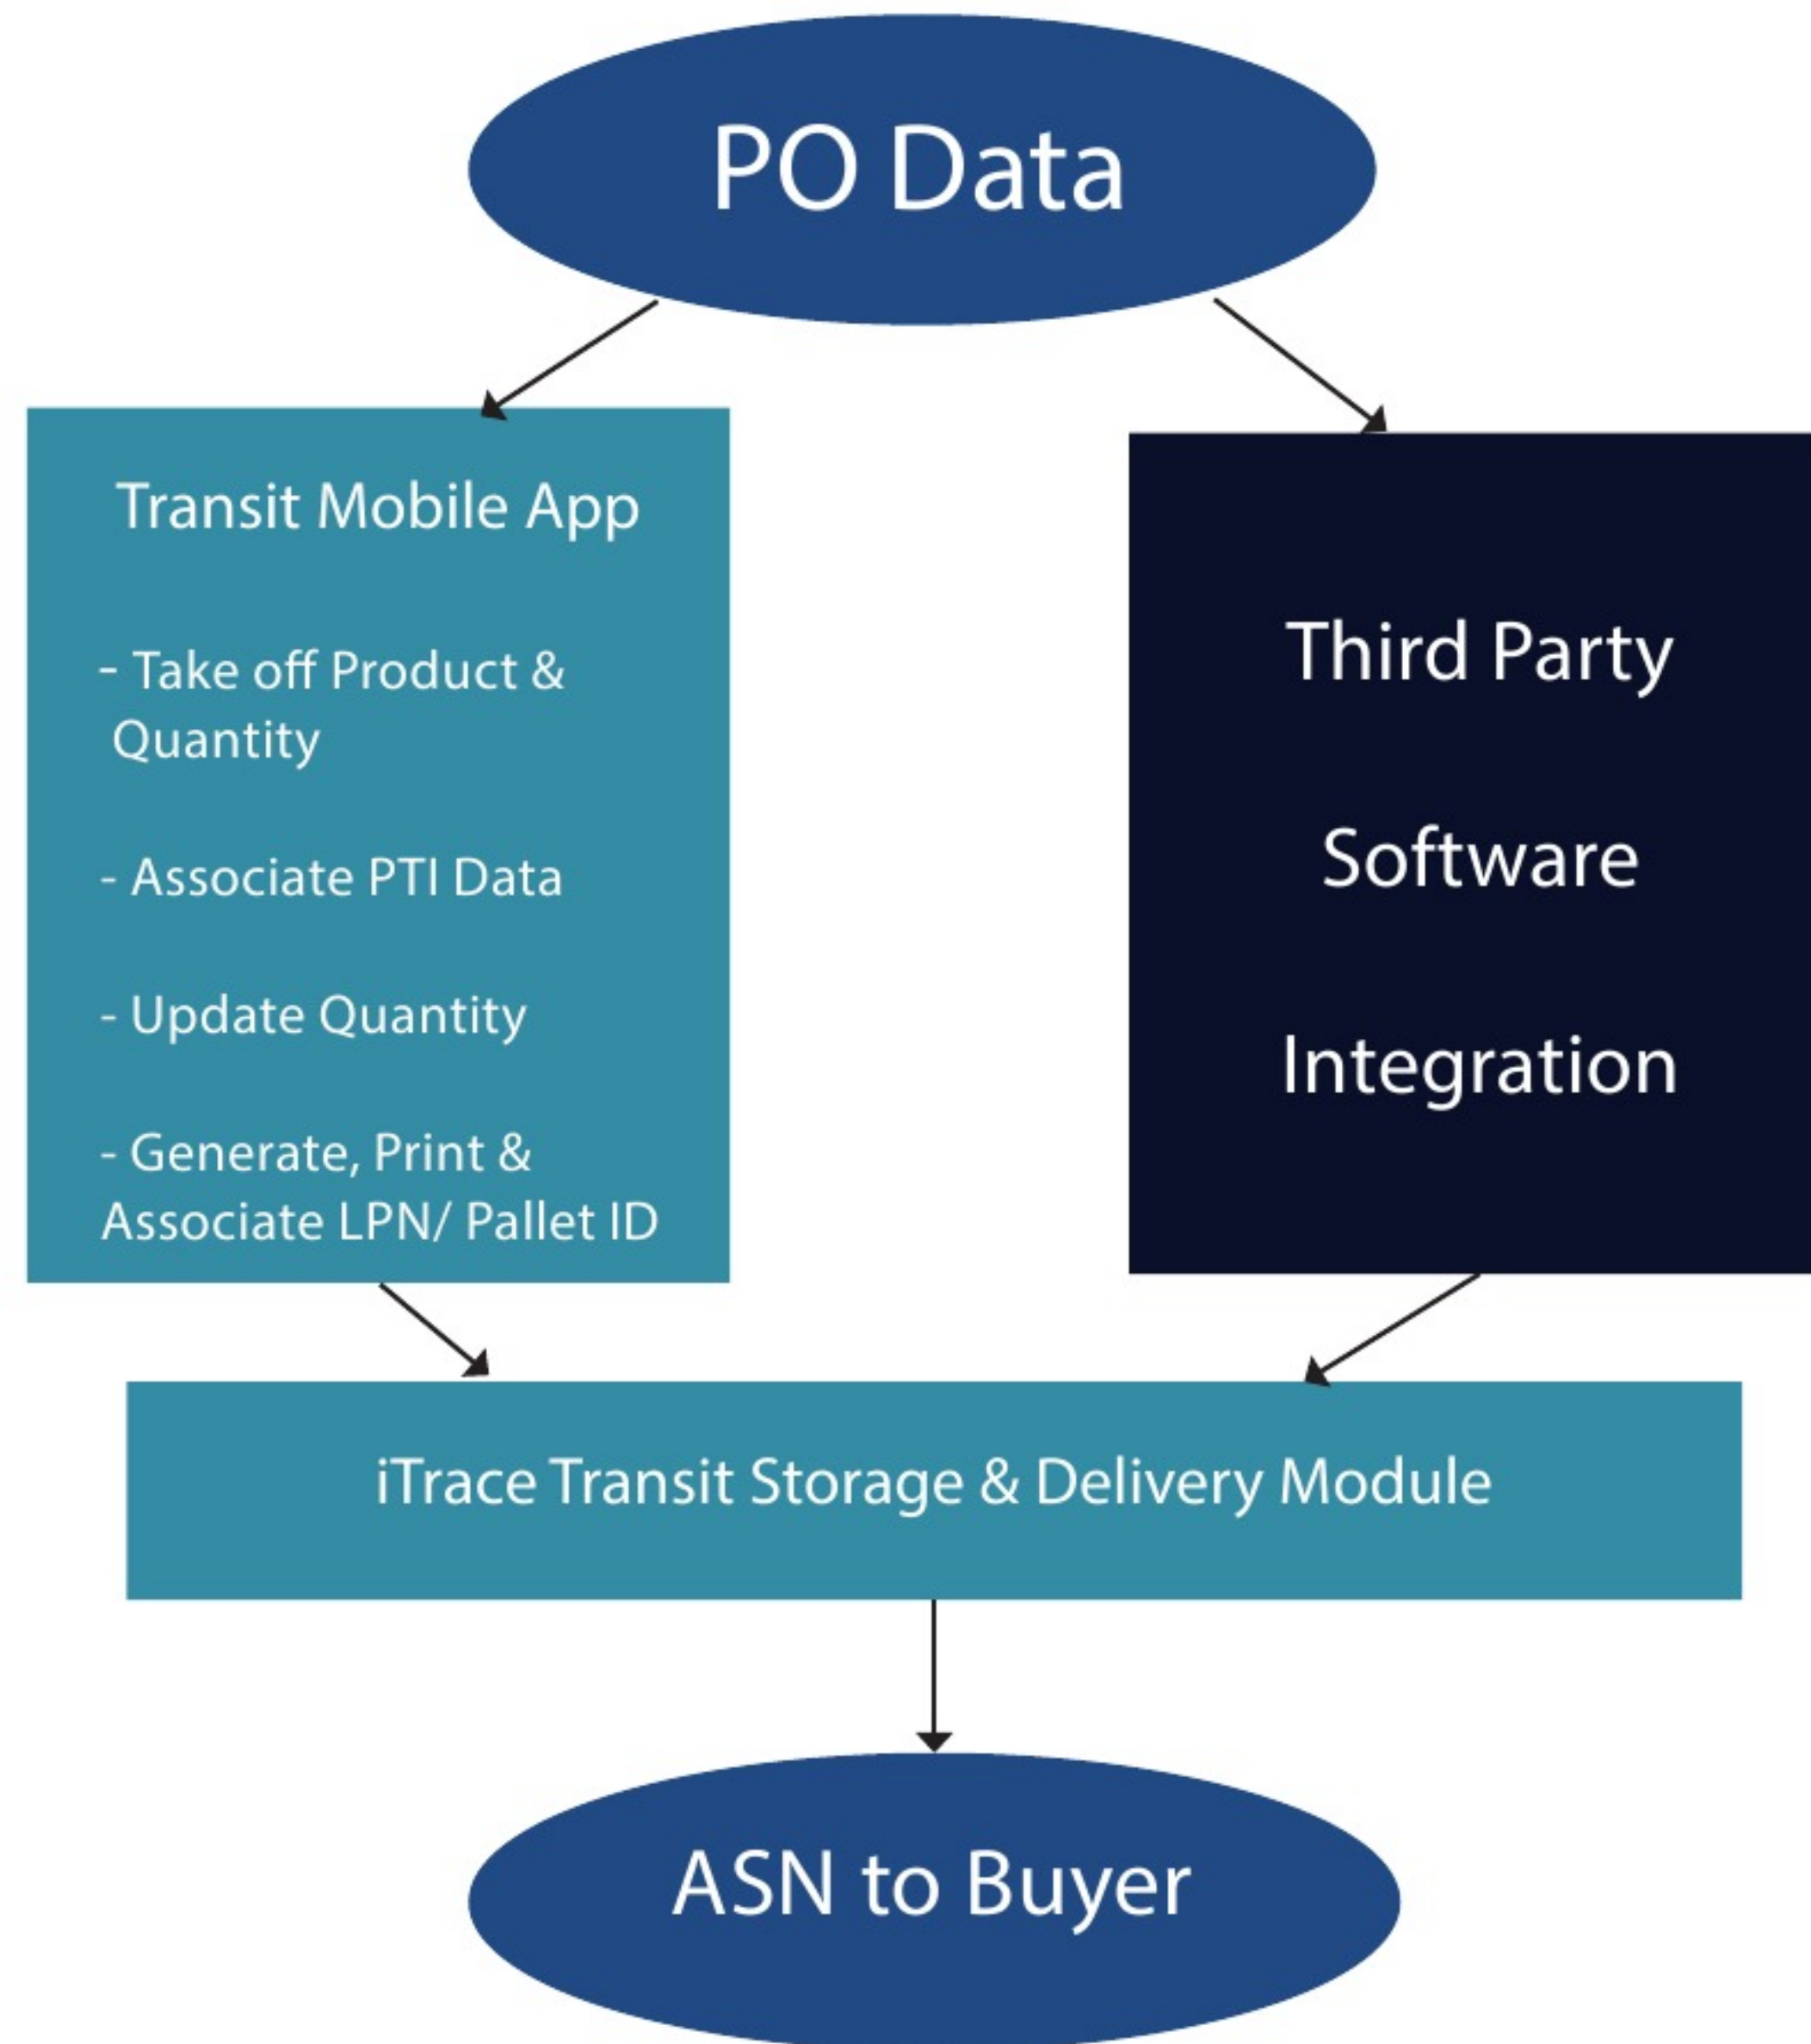 PO Data
Transit Mobile App
- Take off Product &
Quantity
- Associate PTI Data
- Update Quantity
- Generate, Print &
Associate LPN/ Pallet ID
Third Party
Software
Integration
iTrace Transit Storage & Delivery Module
ASN to Buyer